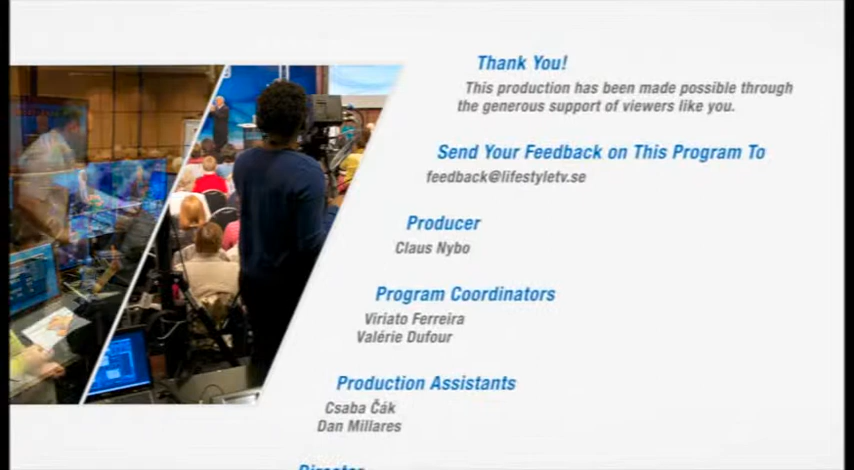 Thank You!
This production has been made possible through
the generous support of viewers like you.
Send Your Feedback on This Program To
feedback@lifestyletv.se
Producer
Claus Nybo
Program Coordinators
Viriato Ferreira
Valérie Dufour
Production Assistants
Csaba Čák
Dan Millares
Director